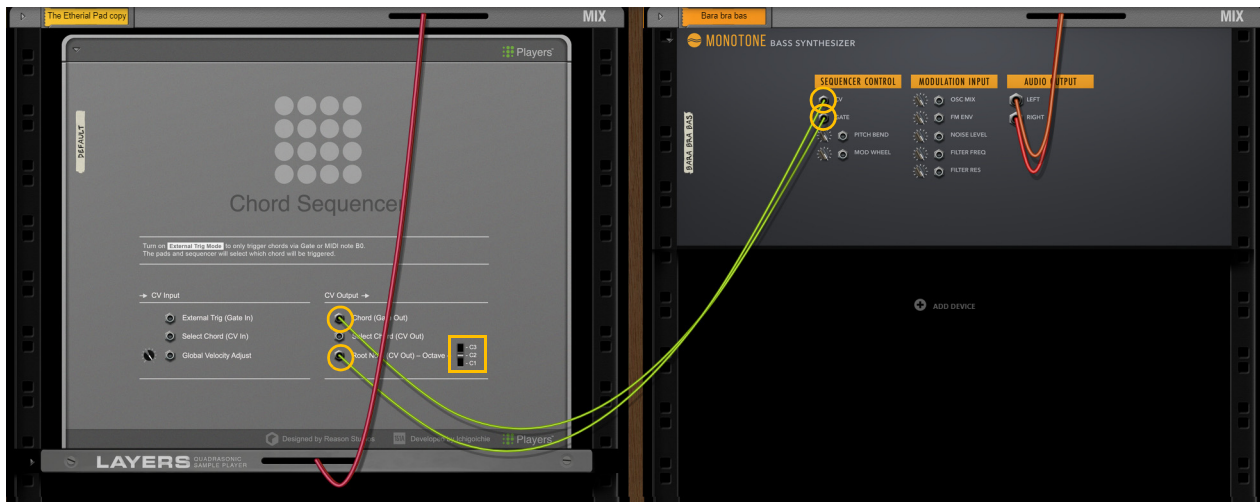 The Etherial Pad copy
MIX
Players
DEFAULT
Chord Sequencer
Turn on External Trig Mode to only trigger chords via Gate or MIDI note B0.
The pads and sequencer will select which chord will be triggered.
CV Input
External Trig (Gate In)
Select Chord (CV In)
Global Velocity Adjust
CV Output
Chord (Gate Out)
Select Chord (CV Out)
Root Note (CV Out) – Octave
- C3
- C2
- C1
Designed by Reason Studios
Developed by Ichigoichie
Players
LAYERS QUADRASONIC
SAMPLE PLAYER
Bara bra bas
MIX
MONOTONE BASS SYNTHESIZER
BARA BRA BAS
SEQUENCER CONTROL
CV
GATE
PITCH BEND
MOD WHEEL
MODULATION INPUT
OSC MIX
FM ENV
NOISE LEVEL
FILTER FREQ
FILTER RES
AUDIO OUTPUT
LEFT
RIGHT
ADD DEVICE